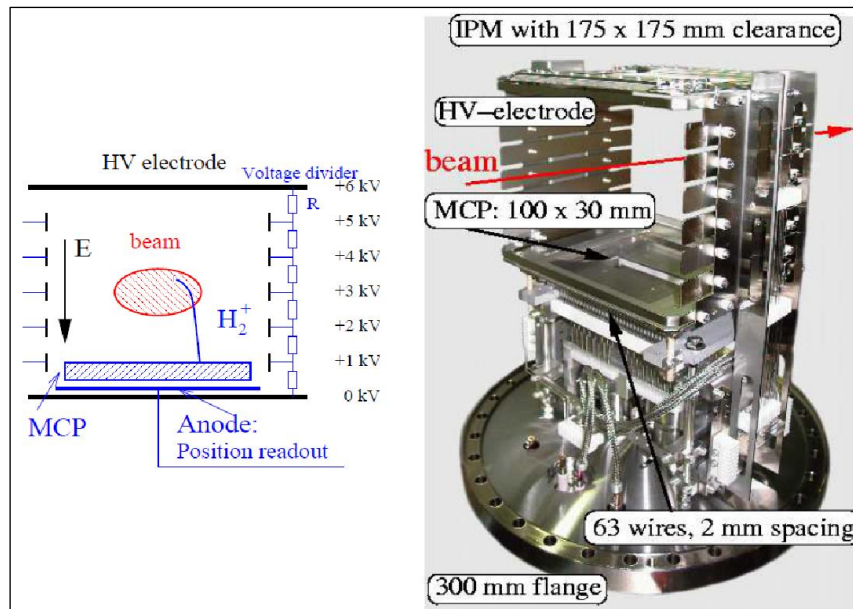 HV electrode
Voltage divider
+6 kV
R
+5 kV
E
beam
+4 kV
+3 kV
H₂⁺
+2 kV
+1 kV
0 kV
MCP
Anode:
Position readout
IPM with 175 x 175 mm clearance
HV–electrode
beam
MCP: 100 x 30 mm
63 wires, 2 mm spacing
300 mm flange